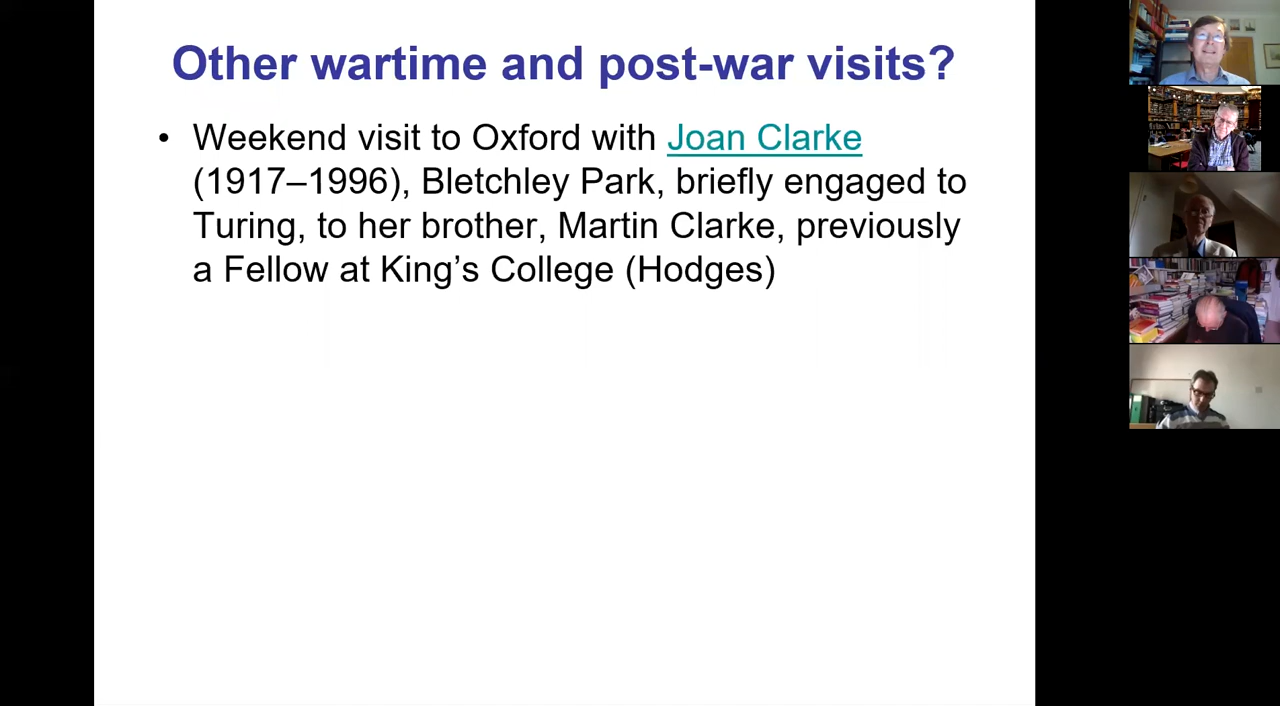 Other wartime and post-war visits?
• Weekend visit to Oxford with Joan Clarke
(1917–1996), Bletchley Park, briefly engaged to
Turing, to her brother, Martin Clarke, previously
a Fellow at King’s College (Hodges)